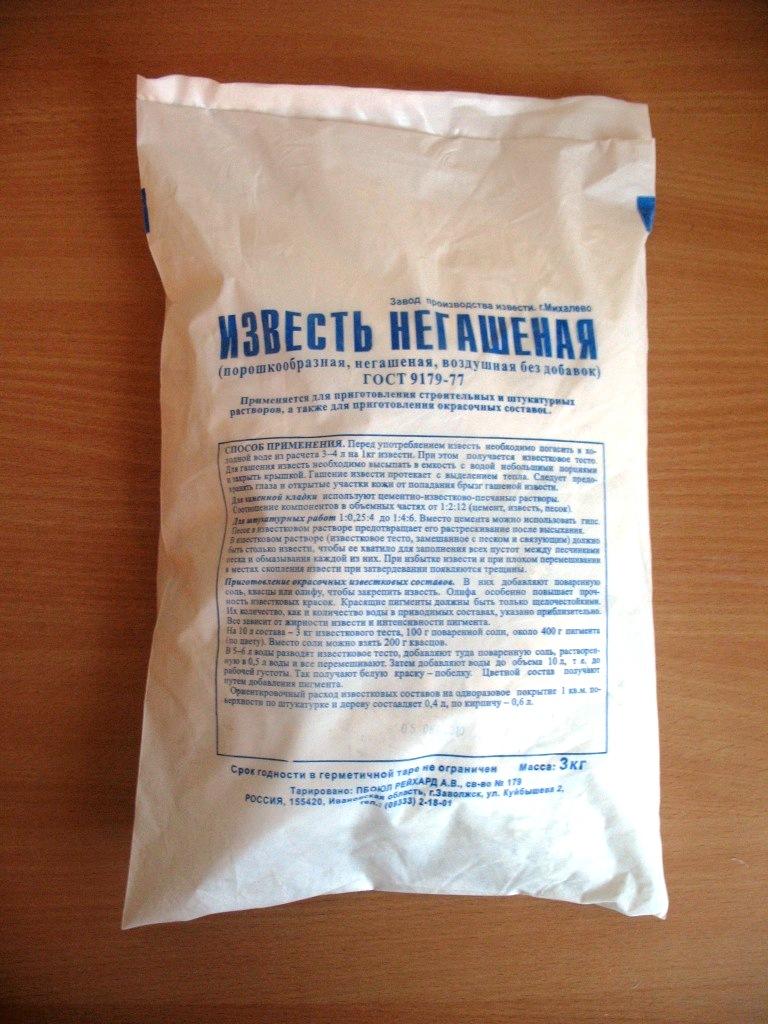 Завод производства извести, г.Михалево
ИЗВЕСТЬ НЕГАШЕНАЯ
(порошкообразная, негашеная, воздушная без добавок)
ГОСТ 9179-77
Применяется для приготовления строительных и штукатурных
растворов, а также для приготовления окрасочных составов.
СПОСОБ ПРИМЕНЕНИЯ. Перед употреблением известь необходимо погасить в хо-
лодной воде из расчета 3–4 л на 1кг извести. При этом получается известковое тесто.
Для гашения известь необходимо высыпать в емкость с водой небольшими порциями
и закрыть крышкой. Гашение извести протекает с выделением тепла. Следует предо-
хранять глаза и открытые участки кожи от попадания брызг гашеной извести.
Для каменной кладки используют цементно-известково-песчаные растворы.
Соотношение компонентов в объемных частях от 1:2:12 (цемент, известь, песок).
Для штукатурных работ 1:0,25:4 до 1:4:6. Вместо цемента можно использовать гипс.
Песок в известковом растворе предотвращает его растрескивание после высыхания.
В известковом растворе (известковое тесто, замешанное с песком и связующим) должно
быть столько извести, чтобы ее хватило для заполнения всех пустот между песчинками
песка и обмазывания каждой из них. При избытке извести и при плохом перемешивании
в местах скопления извести при затвердевании появляются трещины.
Приготовление окрасочных известковых составов. В них добавляют поваренную
соль, квасцы или олифу, чтобы закрепить известь. Олифа особенно повышает проч-
ность известковых красок. Красящие пигменты должны быть только щелочестойкими.
Их количество, как и количество воды в приводимых составах, указано приблизительно.
Все зависит от жирности извести и интенсивности пигмента.
На 10 л состава – 3 кг известкового теста, 100 г поваренной соли, около 400 г пигмента
(по цвету). Вместо соли можно взять 200 г квасцов.
В 5–6 л воды разводят известковое тесто, добавляют туда поваренную соль, растворен-
ную в 0,5 л воды и все перемешивают. Затем добавляют воды до объема 10 л, т. е. до
рабочей густоты. Так получают белую краску – побелку. Цветной состав получают
путем добавления пигмента.
Ориентировочный расход известковых составов на одноразовое покрытие 1 кв.м. по-
верхности по штукатурке и дереву составляет 0,4 л, по кирпичу – 0,6 л.
Срок годности в герметичной таре не ограничен Масса: 3кг
Тарировано: ПБОЮЛ РЕЙХАРД А.В., св-во № 179
РОССИЯ, 155420, Ивановская область, г.Заволжск, ул. Куйбышева 2,
тел.: (09333) 2-18-01